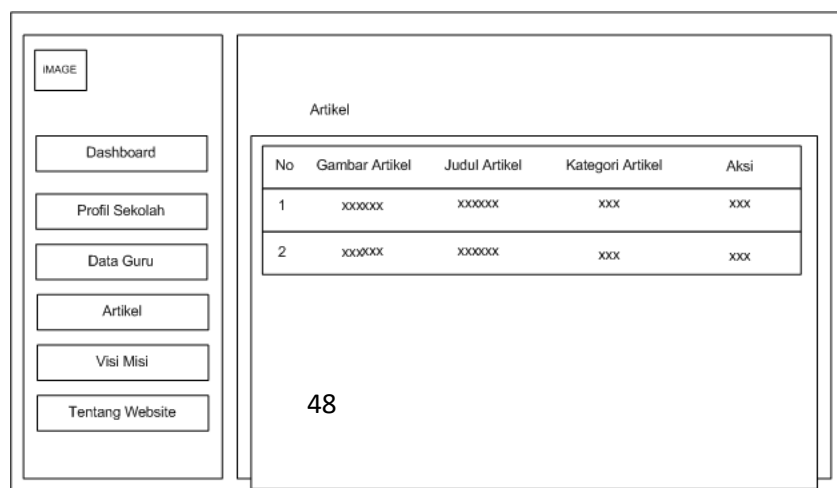 iMAGE
Dashboard
Profil Sekolah
Data Guru
Artikel
Visi Misi
Tentang Website
Artikel
No Gambar Artikel Judul Artikel Kategori Artikel Aksi
1 xxxxxx xxxxxx xxx xxx
2 xxxxxx xxxxxx xxx xxx
48